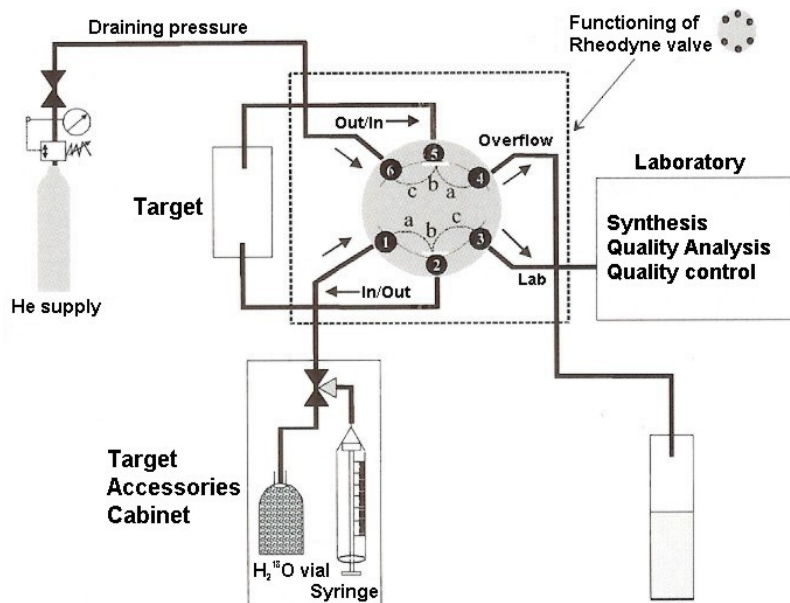 Draining pressure
Functioning of
Rheodyne valve
Out/In
Overflow
Laboratory
Synthesis
Quality Analysis
Quality control
Target
He supply
6
5
4
c
b
a
a
b
c
1
2
3
In/Out
Lab
Target
Accessories
Cabinet
H₂¹⁸O vial
Syringe